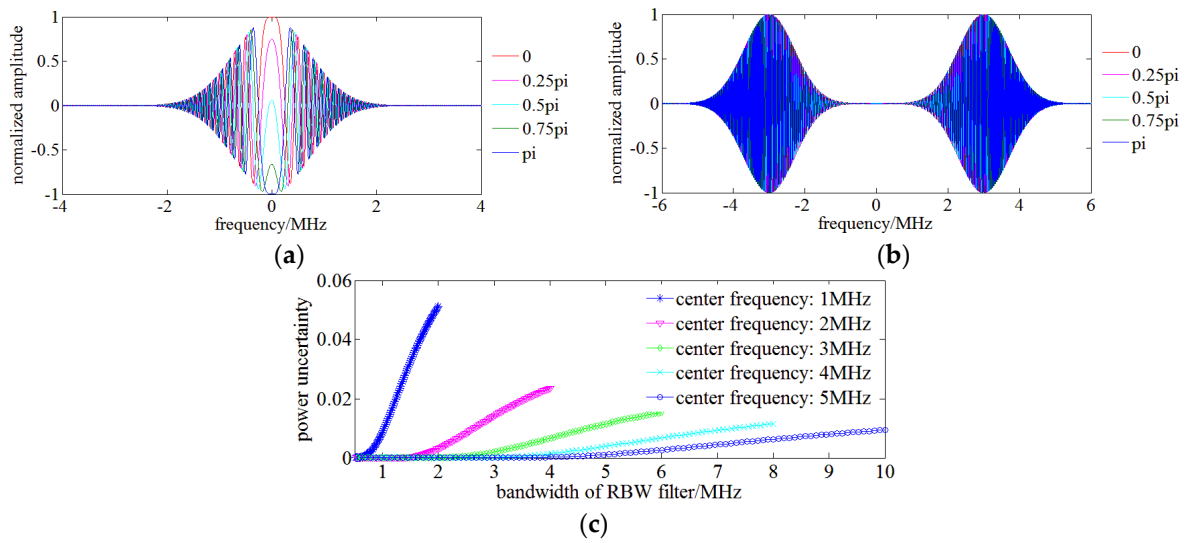 1
0.5
0
-0.5
-1
normalized amplitude
-4
-2
0
2
4
frequency/MHz
0
0.25pi
0.5pi
0.75pi
pi
(a)
1
0.5
0
-0.5
-1
normalized amplitude
-6
-4
-2
0
2
4
6
frequency/MHz
0
0.25pi
0.5pi
0.75pi
pi
(b)
0.06
0.04
0.02
0
power uncertainty
center frequency: 1MHz
center frequency: 2MHz
center frequency: 3MHz
center frequency: 4MHz
center frequency: 5MHz
1
2
3
4
5
6
7
8
9
10
bandwidth of RBW filter/MHz
(c)